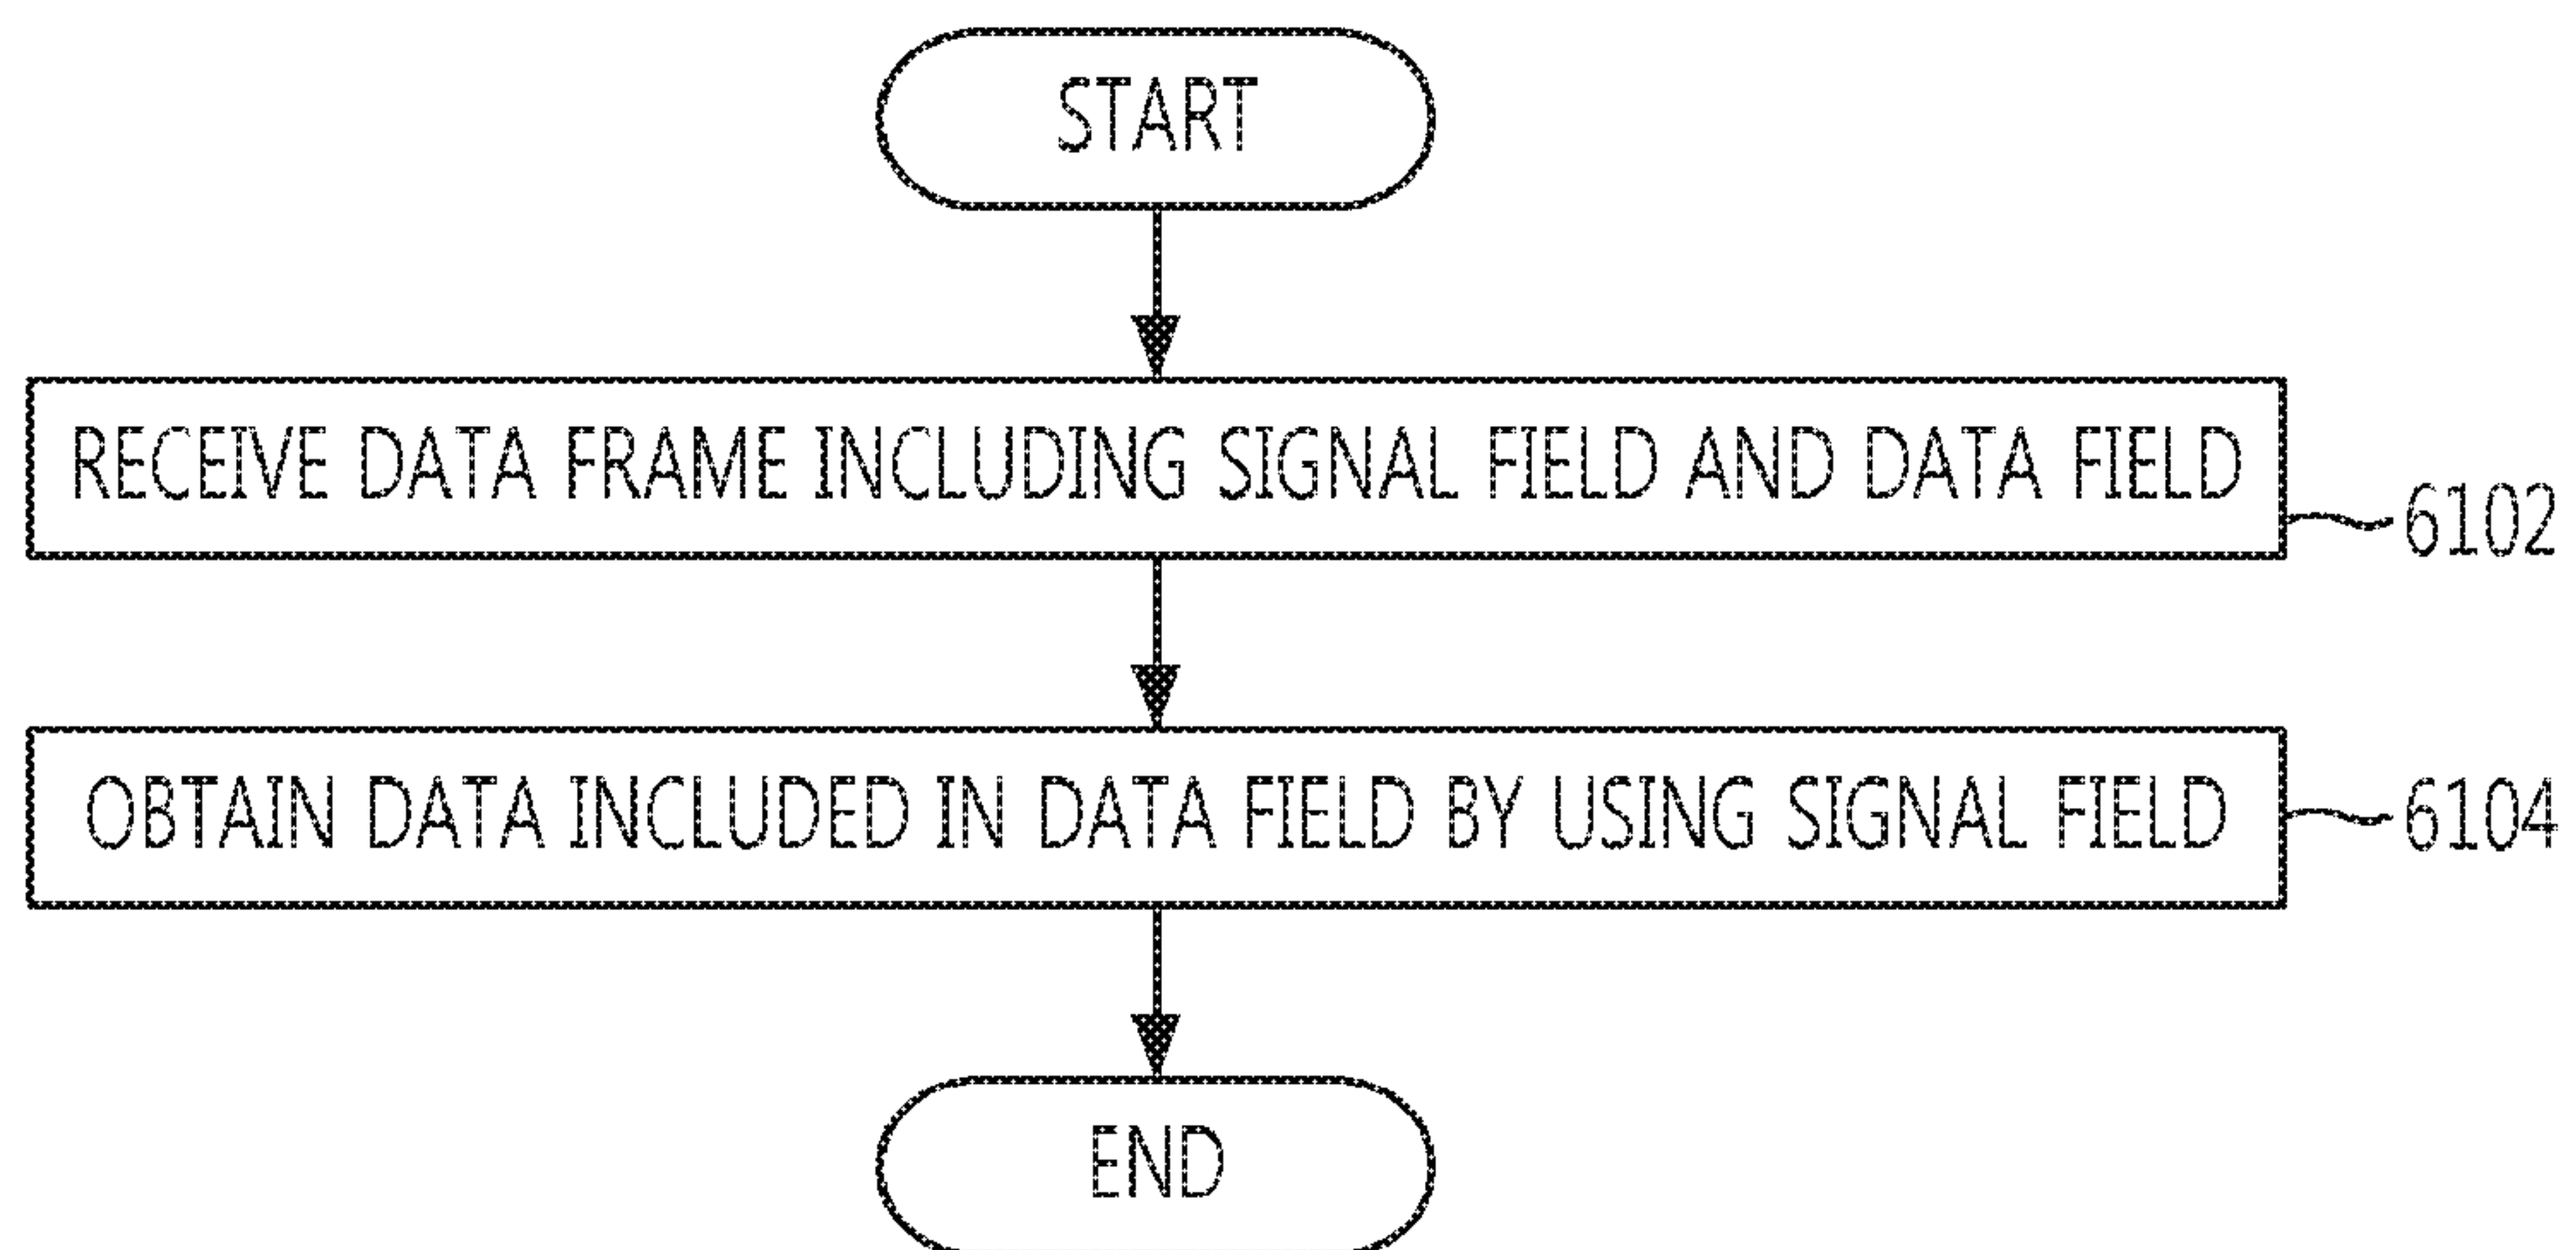 START
RECEIVE DATA FRAME INCLUDING SIGNAL FIELD AND DATA FIELD
6102
OBTAIN DATA INCLUDED IN DATA FIELD BY USING SIGNAL FIELD
6104
END